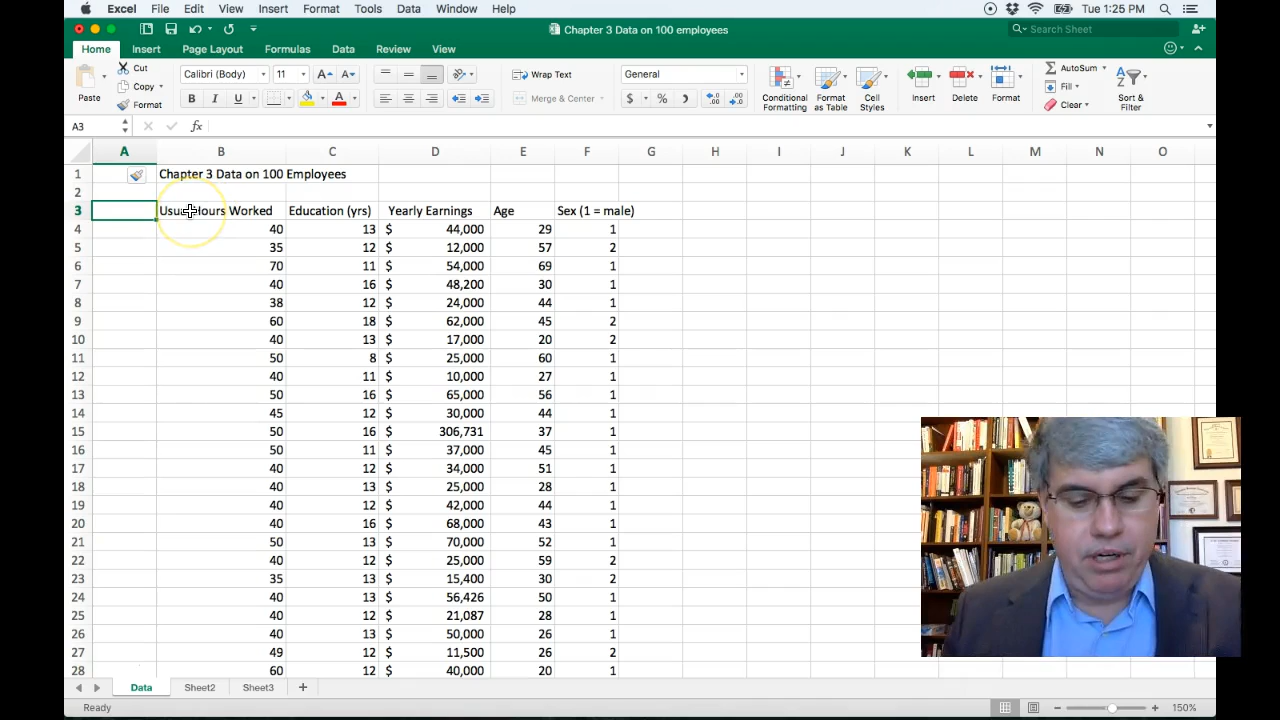 Excel File Edit View Insert Format Tools Data Window Help Tue 1:25 PM
Chapter 3 Data on 100 employees Search Sheet
Home Insert Page Layout Formulas Data Review View
Paste Cut Copy Format
Calibri (Body) 11 A A
B I U A
Wrap Text
Merge & Center
General
$ % )
Conditional Formatting
Format as Table
Cell Styles
Insert Delete Format
AutoSum
Fill
Clear
Sort & Filter
A3 fx
A B C D E F G H I J K L M N O
1 Chapter 3 Data on 100 Employees
2
3 Usual Hours Worked Education (yrs) Yearly Earnings Age Sex (1 = male)
4 40 13 $ 44,000 29 1
5 35 12 $ 12,000 57 2
6 70 11 $ 54,000 69 1
7 40 16 $ 48,200 30 1
8 38 12 $ 24,000 44 1
9 60 18 $ 62,000 45 2
10 40 13 $ 17,000 20 2
11 50 8 $ 25,000 60 1
12 40 11 $ 10,000 27 1
13 50 16 $ 65,000 56 1
14 45 12 $ 30,000 44 1
15 50 16 $ 306,731 37 1
16 50 11 $ 37,000 45 1
17 40 12 $ 34,000 51 1
18 40 13 $ 25,000 28 1
19 40 12 $ 42,000 44 1
20 40 16 $ 68,000 43 1
21 50 13 $ 70,000 52 1
22 40 12 $ 25,000 59 2
23 35 13 $ 15,400 30 2
24 40 13 $ 56,426 50 1
25 40 12 $ 21,087 28 1
26 40 13 $ 50,000 26 1
27 49 12 $ 11,500 26 2
28 60 12 $ 40,000 20 1
Data Sheet2 Sheet3 +
Ready 150%